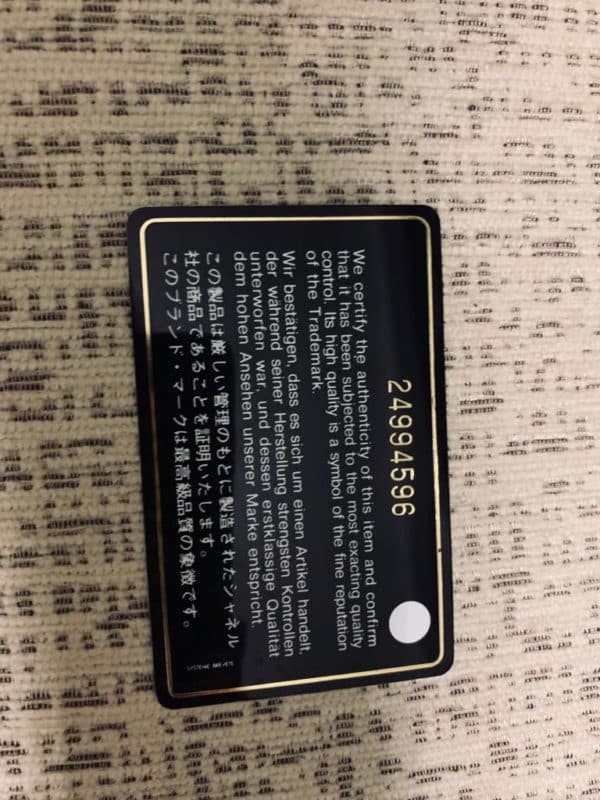 24994596
We certify the authenticity of this item and confirm
that it has been subjected to the most exacting quality
control. Its high quality is a symbol of the fine reputation
of the Trademark.
Wir bestätigen, dass es sich um einen Artikel handelt,
der während seiner Herstellung strengsten Kontrollen
unterworfen war, und dessen erstklassige Qualität
dem hohen Ansehen unserer Marke entspricht.
この製品は厳しい管理のもとに製造されたシャネル
社の商品であることを証明いたします。
このブランド・マークは最高級品質の象徴です。